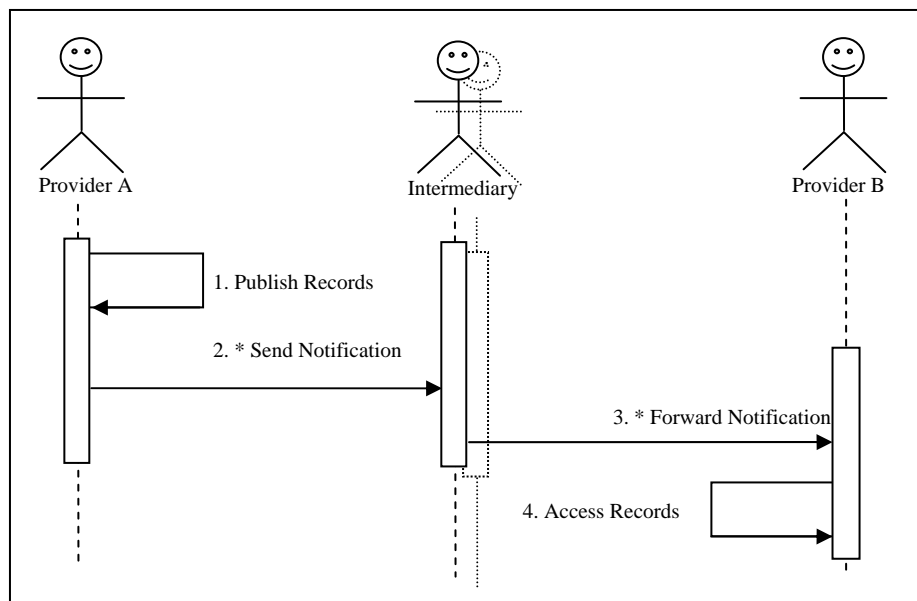 Provider A
Intermediary
Provider B
1. Publish Records
2. * Send Notification
3. * Forward Notification
4. Access Records